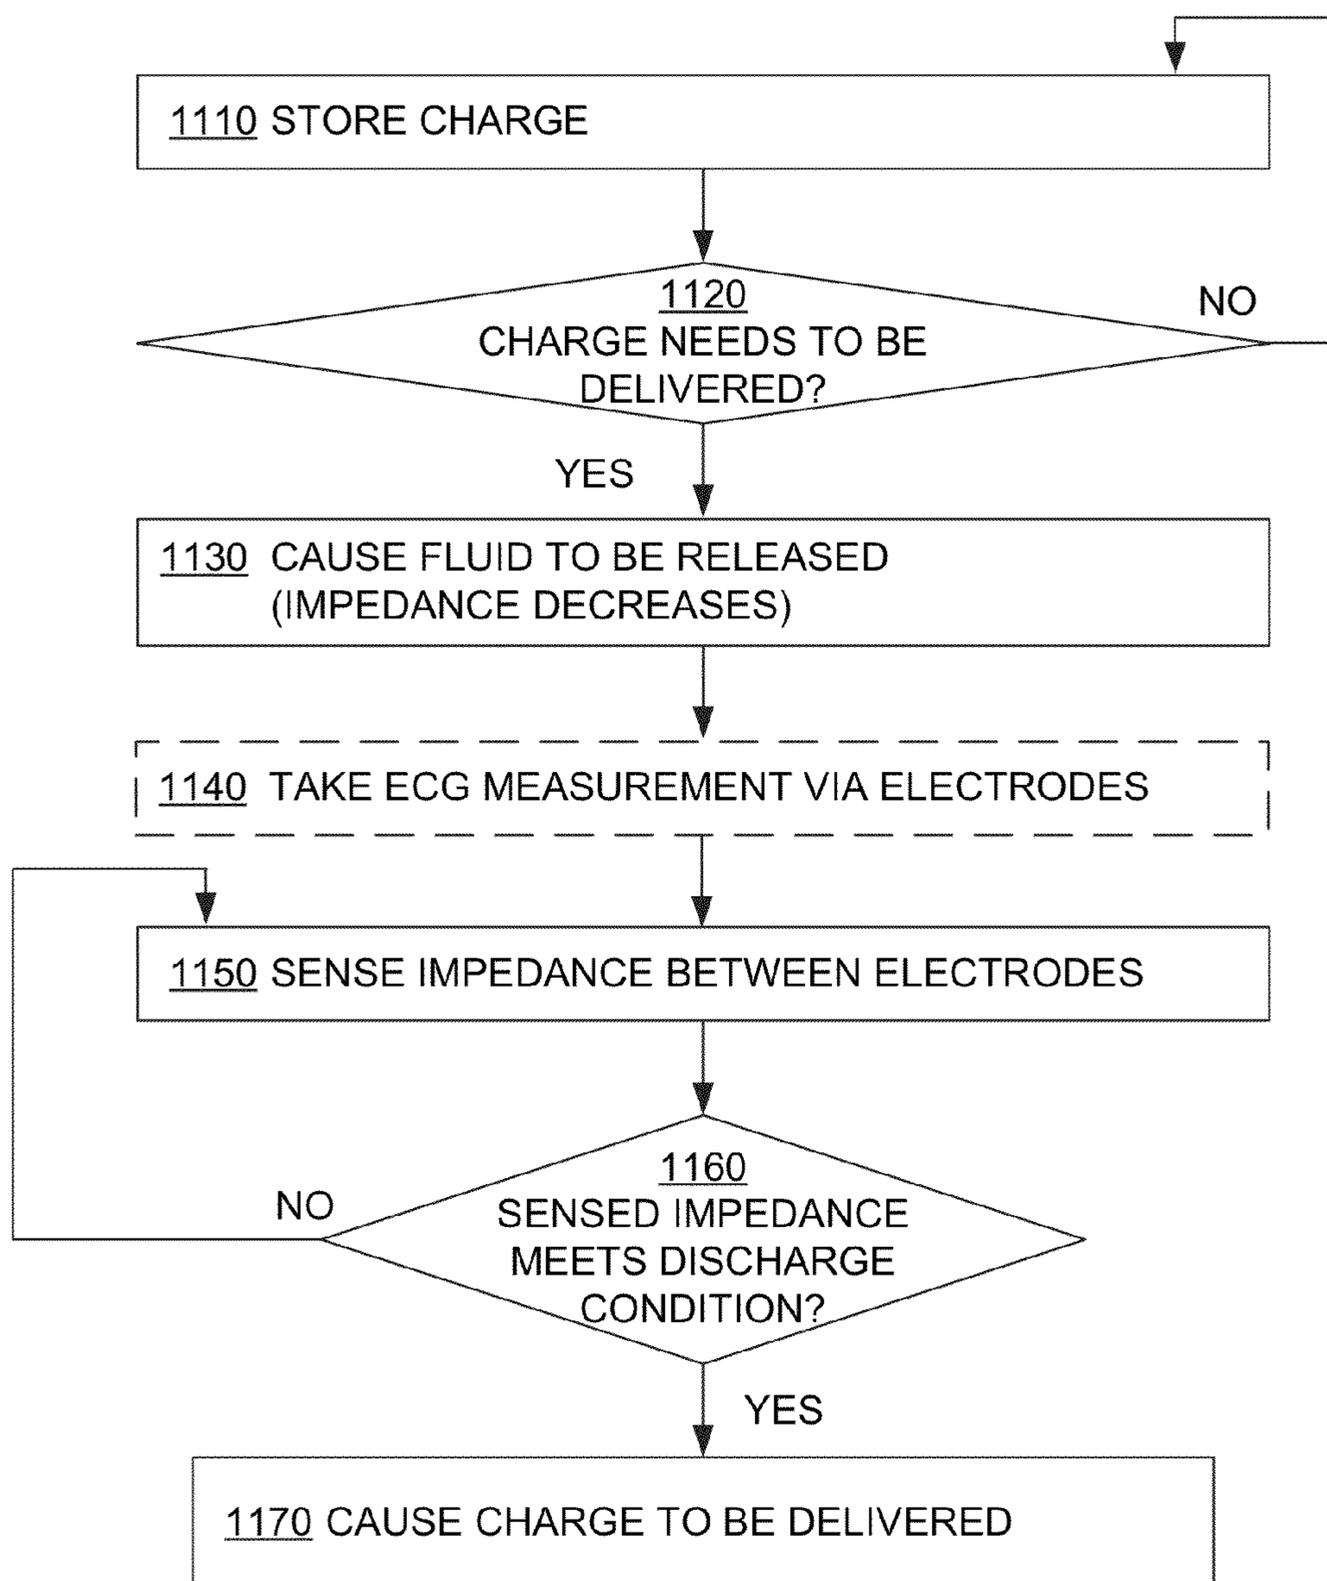 1110 STORE CHARGE
1120
NO
CHARGE NEEDS TO BE
DELIVERED?
YES
1130 CAUSE FLUID TO BE RELEASED
(IMPEDANCE DECREASES)
1140 TAKE ECG MEASUREMENT VIA ELECTRODES
1150 SENSE IMPEDANCE BETWEEN ELECTRODES
1160
NO
SENSED IMPEDANCE
MEETS DISCHARGE
CONDITION?
YES
1170 CAUSE CHARGE TO BE DELIVERED